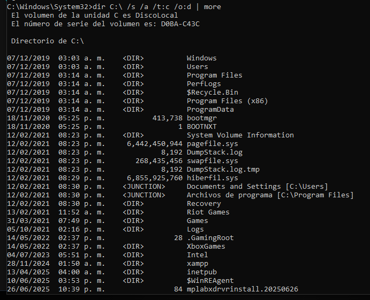 C:\Windows\System32>dir C:\ /s /a /t:c /o:d | more
 El volumen de la unidad C es DiscoLocal
 El número de serie del volumen es: D0BA-C43C

 Directorio de C:\

07/12/2019  03:03 a. m.    <DIR>          Windows
07/12/2019  03:03 a. m.    <DIR>          Users
07/12/2019  03:14 a. m.    <DIR>          Program Files
07/12/2019  03:14 a. m.    <DIR>          PerfLogs
07/12/2019  03:14 a. m.    <DIR>          $Recycle.Bin
07/12/2019  03:14 a. m.    <DIR>          Program Files (x86)
07/12/2019  03:14 a. m.    <DIR>          ProgramData
18/11/2020  05:25 p. m.           413,738 bootmgr
18/11/2020  05:25 p. m.                 1 BOOTNXT
12/02/2021  08:23 p. m.    <DIR>          System Volume Information
12/02/2021  08:23 p. m.     6,442,450,944 pagefile.sys
12/02/2021  08:23 p. m.             8,192 DumpStack.log
12/02/2021  08:23 p. m.       268,435,456 swapfile.sys
12/02/2021  08:23 p. m.             8,192 DumpStack.log.tmp
12/02/2021  08:29 p. m.     6,855,925,760 hiberfil.sys
12/02/2021  08:30 p. m.    <JUNCTION>     Documents and Settings [C:\Users]
12/02/2021  08:30 p. m.    <JUNCTION>     Archivos de programa [C:\Program Files]
12/02/2021  08:30 p. m.    <DIR>          Recovery
13/02/2021  11:52 a. m.    <DIR>          Riot Games
31/03/2021  07:49 p. m.    <DIR>          Games
05/10/2021  02:16 p. m.    <DIR>          Logs
14/05/2022  02:37 p. m.                28 .GamingRoot
14/05/2022  02:37 p. m.    <DIR>          XboxGames
04/07/2023  05:51 p. m.    <DIR>          Intel
28/11/2024  01:50 a. m.    <DIR>          xampp
13/04/2025  04:00 a. m.    <DIR>          inetpub
10/06/2025  03:53 p. m.    <DIR>          $WinREAgent
26/06/2025  10:39 p. m.                84 mplabxdrvrinstall.20250626